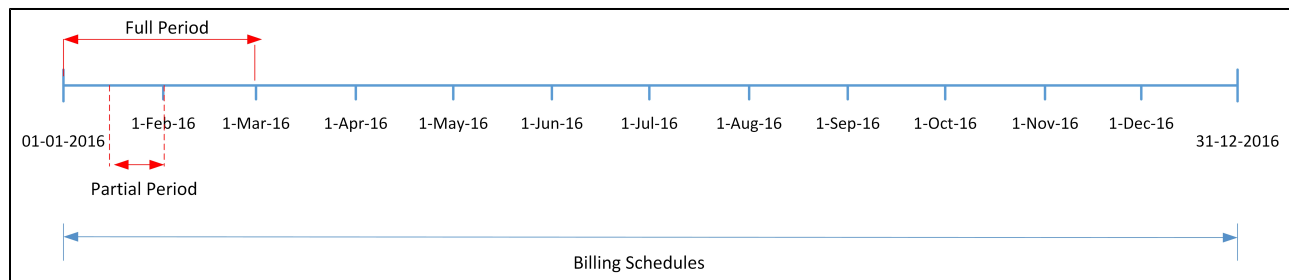 Full Period
1-Feb-16 1-Mar-16 1-Apr-16 1-May-16 1-Jun-16 1-Jul-16 1-Aug-16 1-Sep-16 1-Oct-16 1-Nov-16 1-Dec-16
01-01-2016 31-12-2016
Partial Period
Billing Schedules